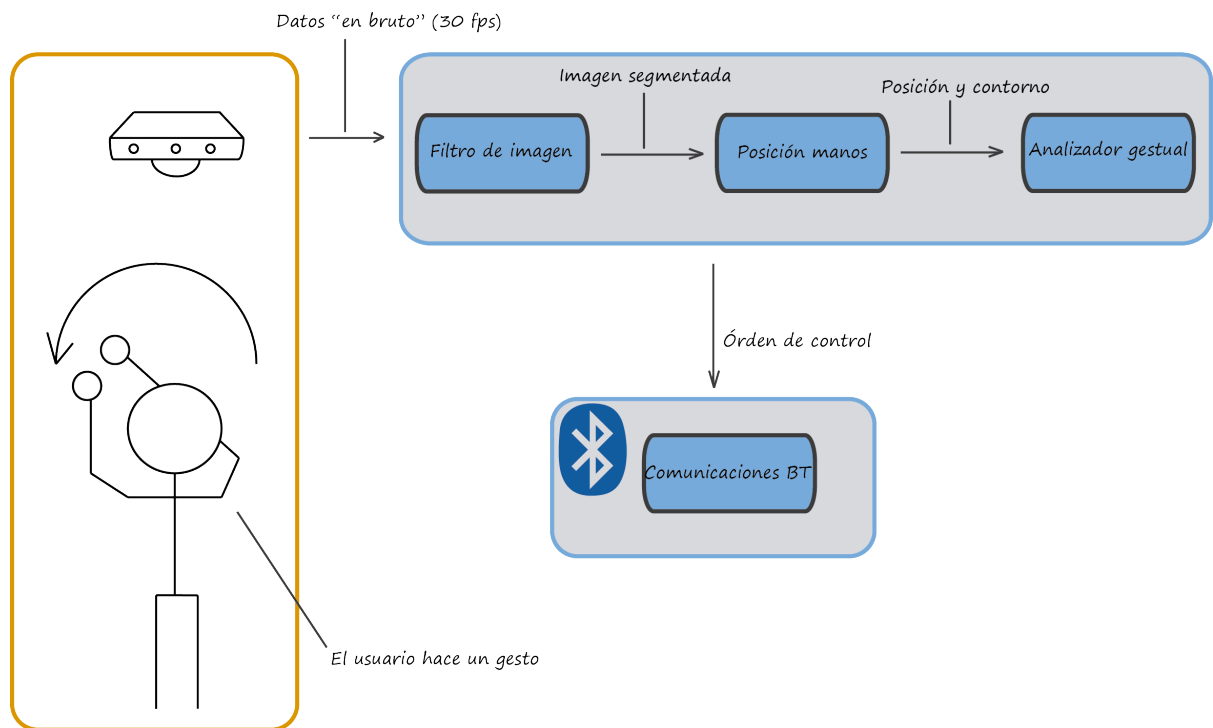 Datos “en bruto” (30 fps)
Imagen segmentada
Posición y contorno
Filtro de imagen
Posición manos
Analizador gestual
Órden de control
Comunicaciones BT
El usuario hace un gesto